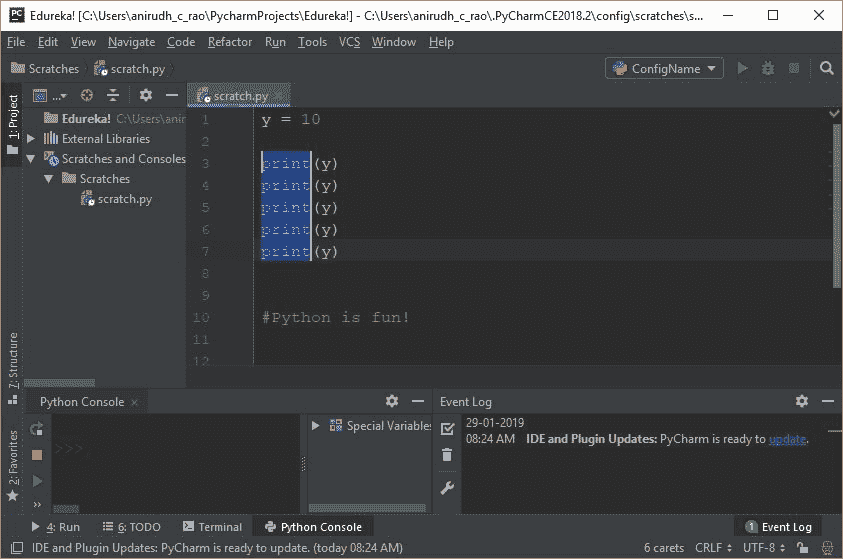 Edureka! [C:\Users\anirudh_c_rao\PycharmProjects\Edureka!] - C:\Users\anirudh_c_rao\.PyCharmCE2018.2\config\scratches\s...
File Edit View Navigate Code Refactor Run Tools VCS Window Help
Scratches scratch.py ConfigName
1: Project
... scratch.py
Edureka! C:\Users\anir
External Libraries
Scratches and Consoles
Scratches
scratch.py
1 y = 10
2
3 print(y)
4 print(y)
5 print(y)
6 print(y)
7 print(y)
8
9
10 #Python is fun!
11
12
Z: Structure
2: Favorites
Python Console
>>>
Special Variables
Event Log
29-01-2019
08:24 AM IDE and Plugin Updates: PyCharm is ready to update.
4: Run 6: TODO Terminal Python Console 1 Event Log
IDE and Plugin Updates: PyCharm is ready to update. (today 08:24 AM) 6 carets CRLF UTF-8